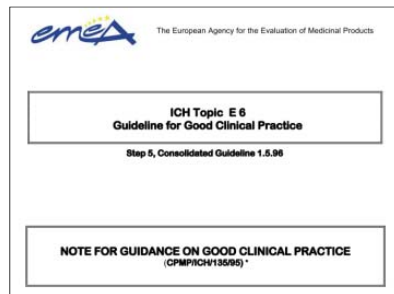 emea
The European Agency for the Evaluation of Medicinal Products
ICH Topic E 6
Guideline for Good Clinical Practice
Step 5, Consolidated Guideline 1.5.96
NOTE FOR GUIDANCE ON GOOD CLINICAL PRACTICE
(CPMP/ICH/135/95) *